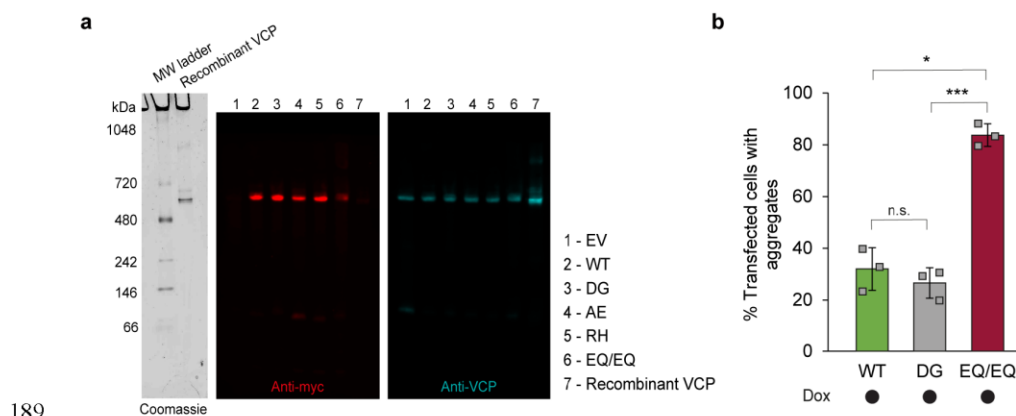 a
MW ladder
Recombinant VCP
kDa
1048
720
480
242
146
66
Coomassie
1 2 3 4 5 6 7
Anti-myc
1 2 3 4 5 6 7
Anti-VCP
1 - EV
2 - WT
3 - DG
4 - AE
5 - RH
6 - EQ/EQ
7 - Recombinant VCP
b
% Transfected cells with
aggregates
100
80
60
40
20
0
*
***
n.s.
WT DG EQ/EQ
Dox
189